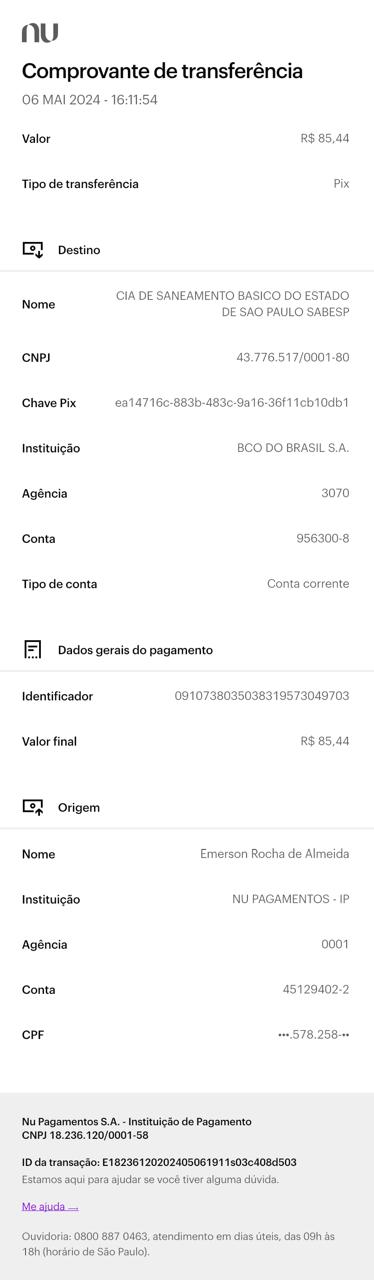 nu
Comprovante de transferência
06 MAI 2024 - 16:11:54
Valor R$ 85,44
Tipo de transferência Pix
Destino
Nome CIA DE SANEAMENTO BASICO DO ESTADO
DE SAO PAULO SABESP
CNPJ 43.776.517/0001-80
Chave Pix ea14716c-883b-483c-9a16-36f11cb10db1
Instituição BCO DO BRASIL S.A.
Agência 3070
Conta 956300-8
Tipo de conta Conta corrente
Dados gerais do pagamento
Identificador 0910738035038319573049703
Valor final R$ 85,44
Origem
Nome Emerson Rocha de Almeida
Instituição NU PAGAMENTOS - IP
Agência 0001
Conta 45129402-2
CPF •••.578.258-••
Nu Pagamentos S.A. - Instituição de Pagamento
CNPJ 18.236.120/0001-58
ID da transação: E18236120202405061911s03c408d503
Estamos aqui para ajudar se você tiver alguma dúvida.
Me ajuda →
Ouvidoria: 0800 887 0463, atendimento em dias úteis, das 09h às
18h (horário de São Paulo).